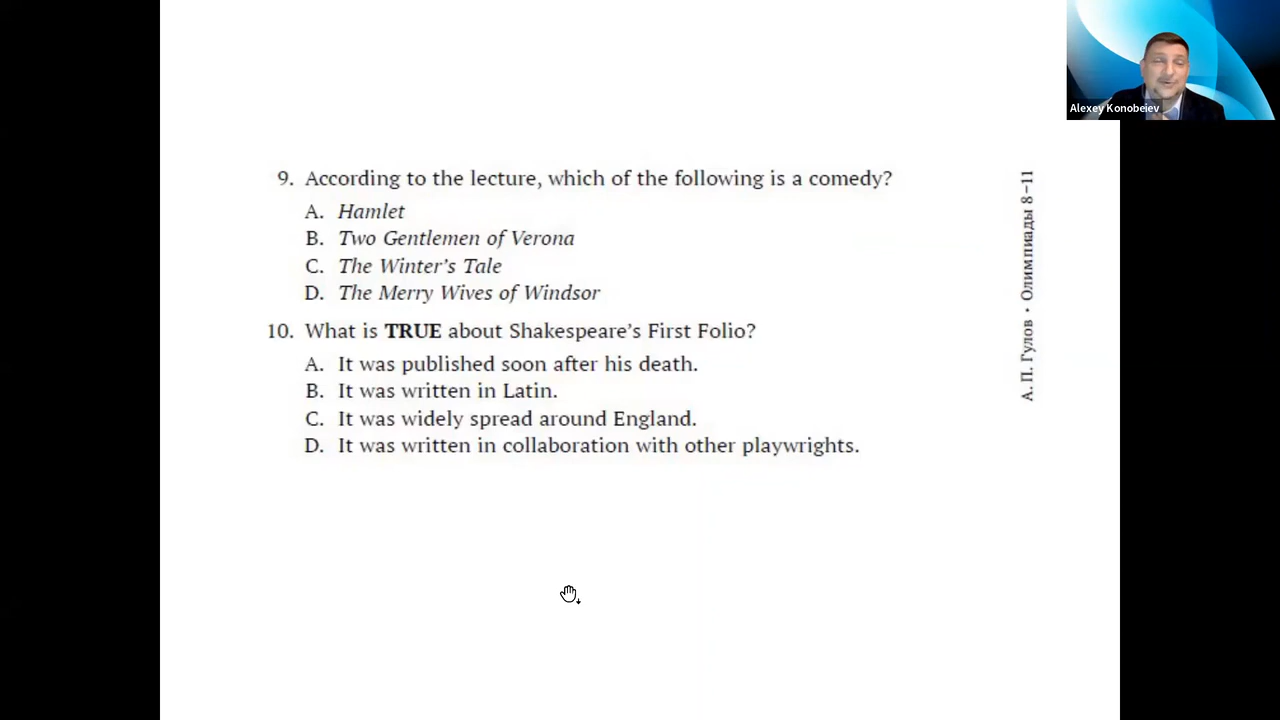 Alexey Konobeiev
9. According to the lecture, which of the following is a comedy?
A. Hamlet
B. Two Gentlemen of Verona
C. The Winter's Tale
D. The Merry Wives of Windsor
10. What is TRUE about Shakespeare's First Folio?
A. It was published soon after his death.
B. It was written in Latin.
C. It was widely spread around England.
D. It was written in collaboration with other playwrights.
А. П. Гулов • Олимпиады 8–11